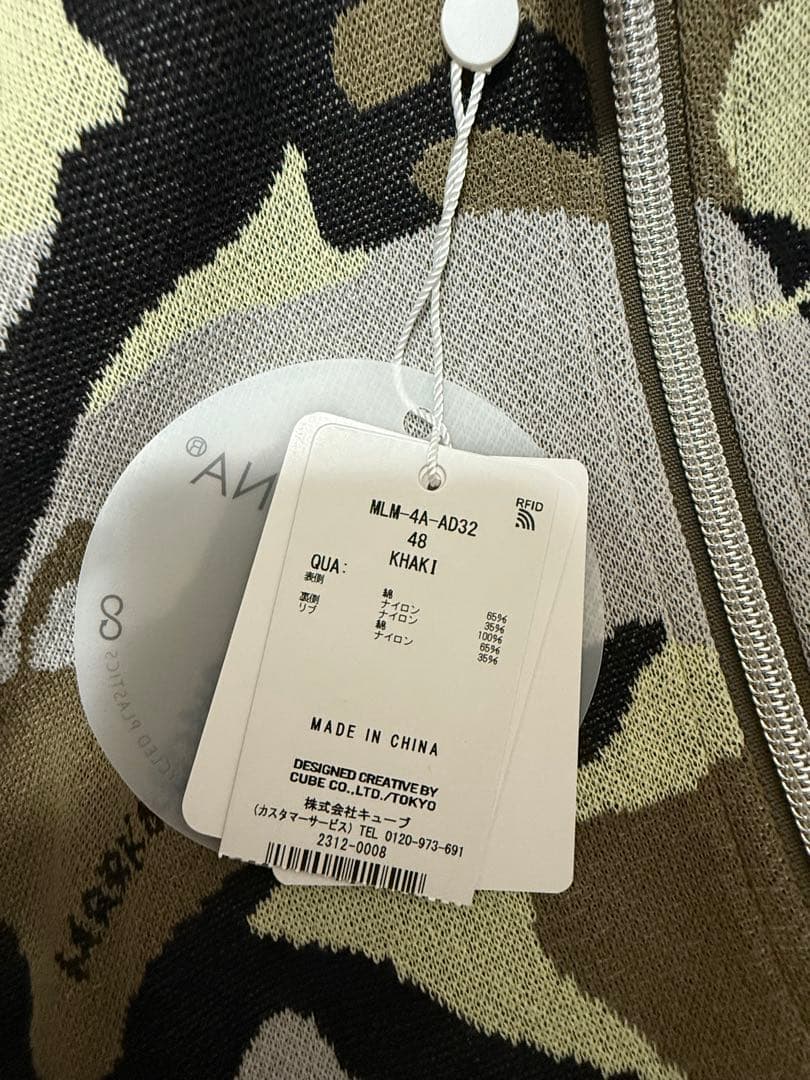 NA®
RECYCLED PLASTICS
MLM-4A-AD32
RFID
48
KHAKI
QUA:
表側 綿 65%
ナイロン 35%
裏側 ナイロン 100%
リブ 綿 65%
ナイロン 35%
MADE IN CHINA
DESIGNED CREATIVE BY
CUBE CO.,LTD./TOKYO
株式会社キューブ
(カスタマーサービス) TEL 0120-973-691
2312-0008